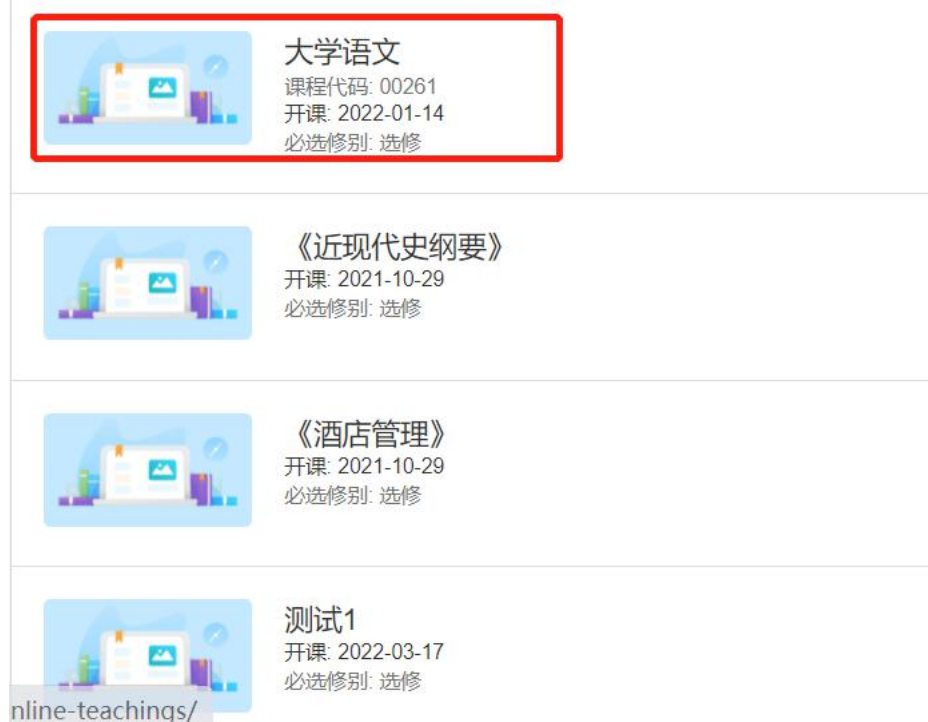 大学语文
课程代码: 00261
开课: 2022-01-14
必选修别: 选修
《近现代史纲要》
开课: 2021-10-29
必选修别: 选修
《酒店管理》
开课: 2021-10-29
必选修别: 选修
测试1
开课: 2022-03-17
必选修别: 选修
nline-teachings/